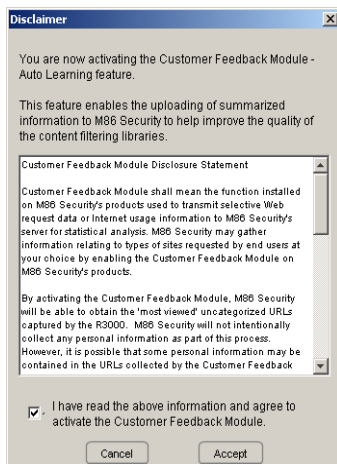 Disclaimer
You are now activating the Customer Feedback Module -
Auto Learning feature.
This feature enables the uploading of summarized
information to M86 Security to help improve the quality of
the content filtering libraries.
Customer Feedback Module Disclosure Statement
Customer Feedback Module shall mean the function installed
on M86 Security's products used to transmit selective Web
request data or Internet usage information to M86 Security's
server for statistical analysis. M86 Security may gather
information relating to types of sites requested by end users at
your choice by enabling the Customer Feedback Module on
M86 Security's products.
By activating the Customer Feedback Module, M86 Security
will be able to obtain the 'most viewed' uncategorized URLs
captured by the R3000.  M86 Security will not intentionally
collect any personal information as part of this process.
However, it is possible that some personal information may be
contained in the URLs collected by the Customer Feedback
I have read the above information and agree to
activate the Customer Feedback Module.
Cancel
Accept